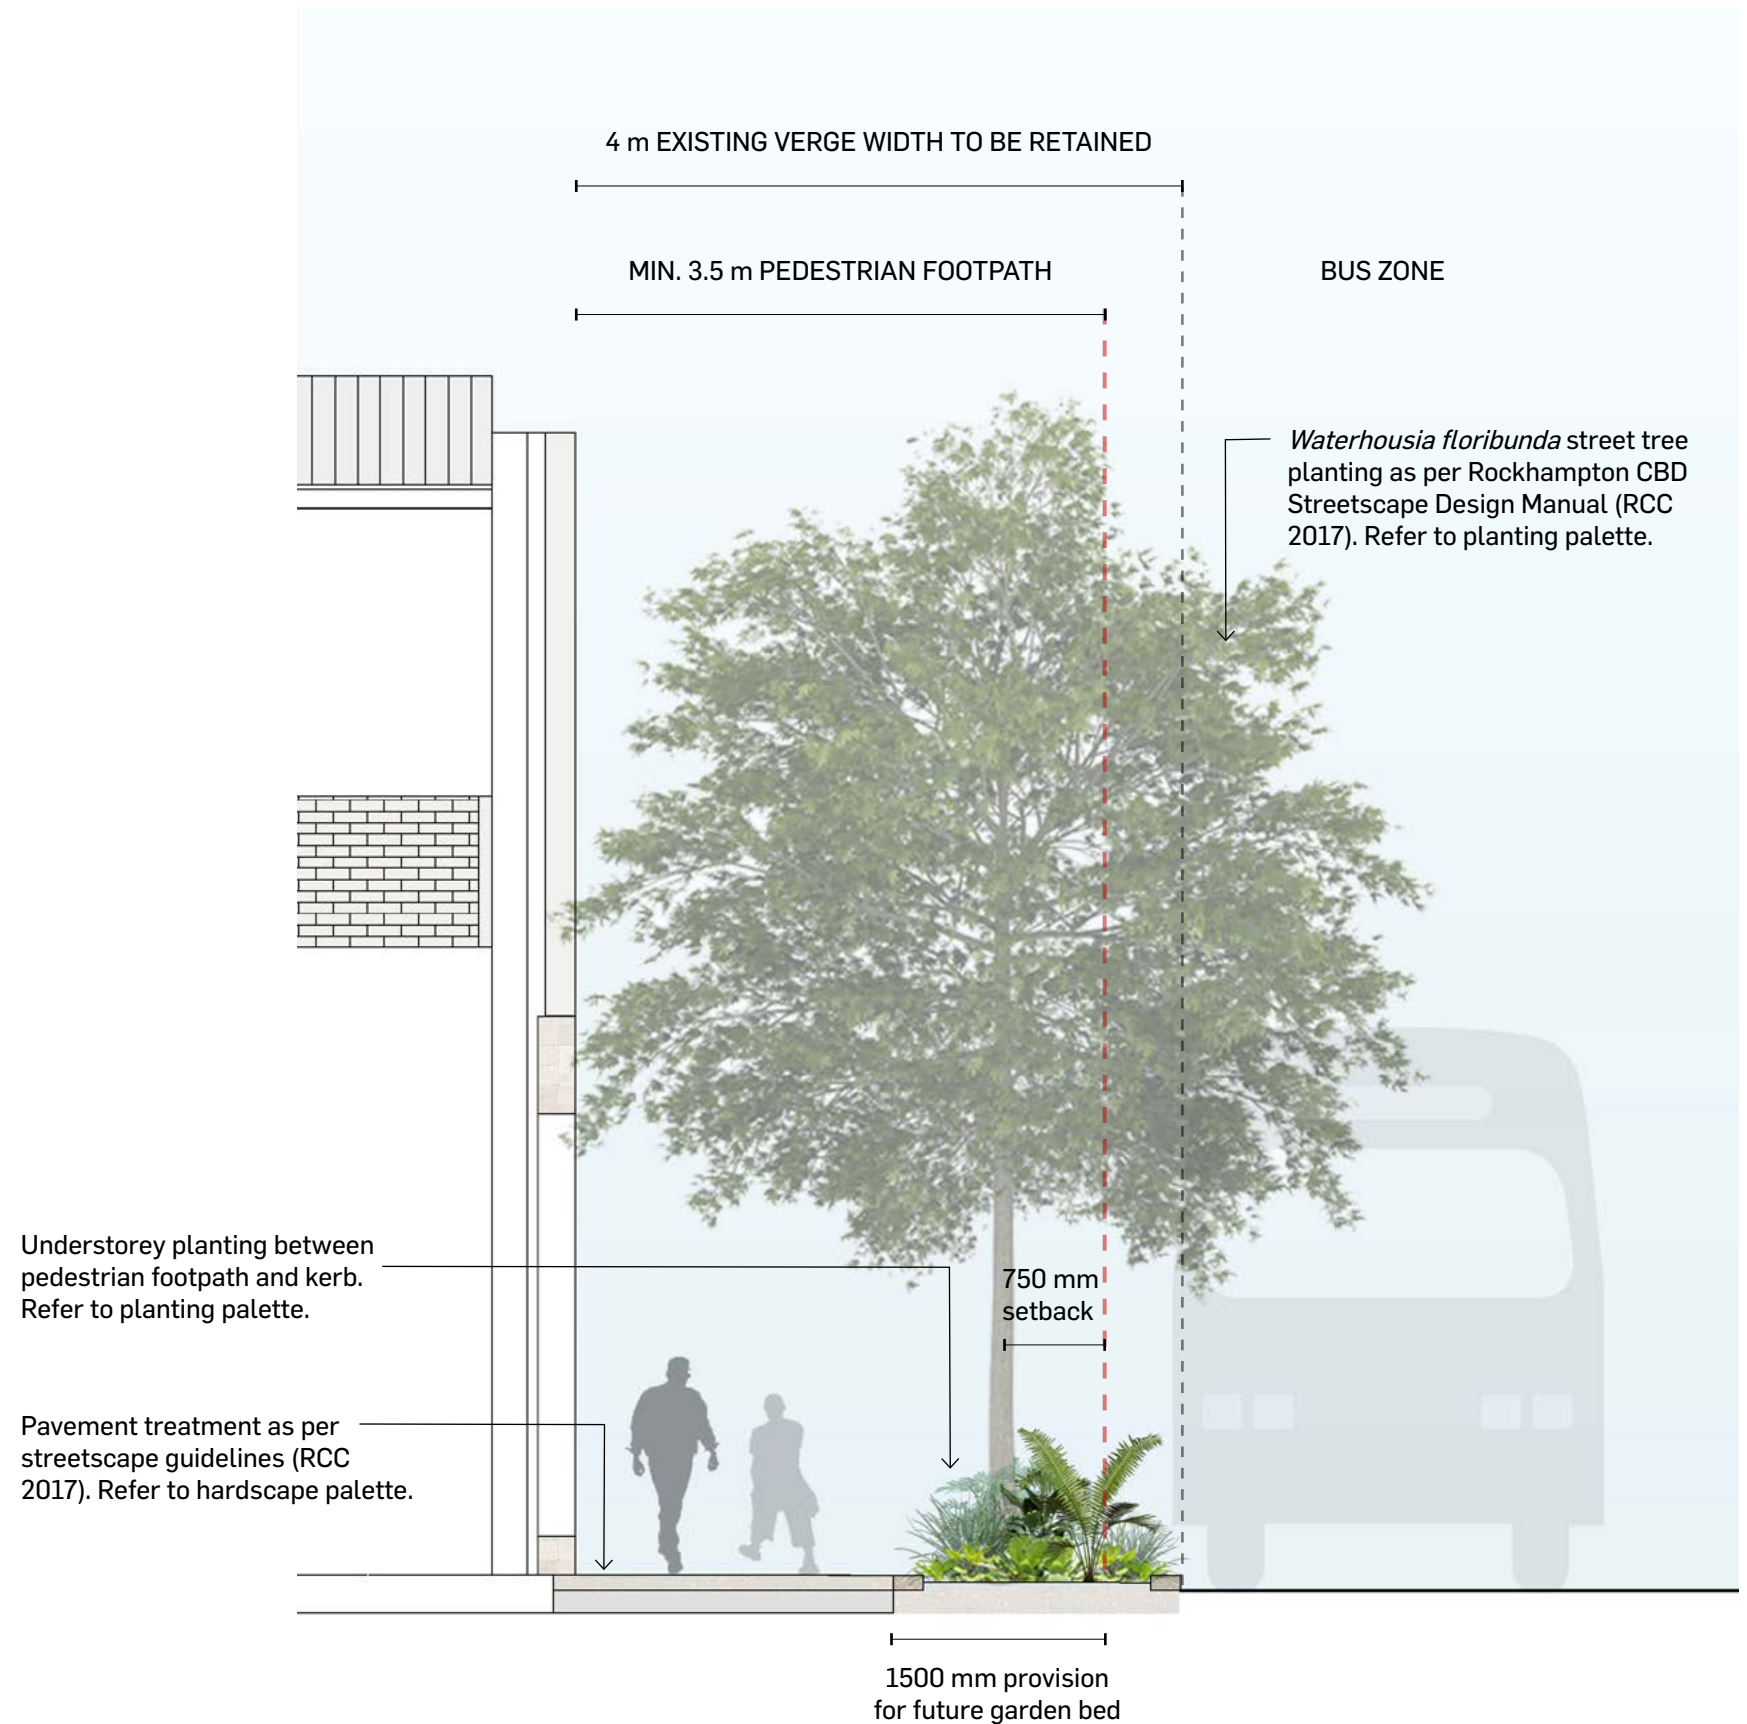 4 m EXISTING VERGE WIDTH TO BE RETAINED
MIN. 3.5 m PEDESTRIAN FOOTPATH
BUS ZONE
Waterhousia floribunda street tree
planting as per Rockhampton CBD
Streetscape Design Manual (RCC
2017). Refer to planting palette.
Understorey planting between
pedestrian footpath and kerb.
Refer to planting palette.
750 mm
setback
Pavement treatment as per
streetscape guidelines (RCC
2017). Refer to hardscape palette.
1500 mm provision
for future garden bed